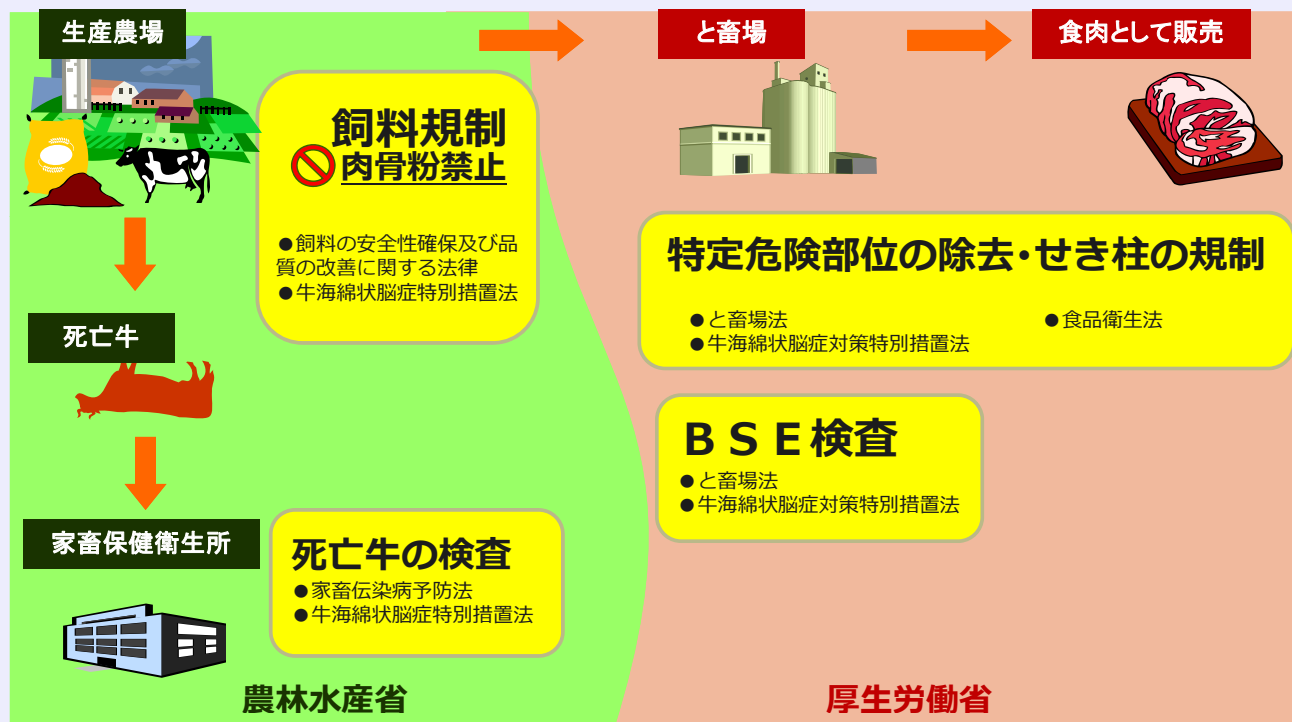 生産農場
と畜場
食肉として販売
飼料規制
肉骨粉禁止
●飼料の安全性確保及び品
質の改善に関する法律
●牛海綿状脳症特別措置法
特定危険部位の除去・せき柱の規制
●と畜場法
●食品衛生法
●牛海綿状脳症対策特別措置法
死亡牛
BSE検査
●と畜場法
●牛海綿状脳症対策特別措置法
家畜保健衛生所
死亡牛の検査
●家畜伝染病予防法
●牛海綿状脳症特別措置法
農林水産省
厚生労働省